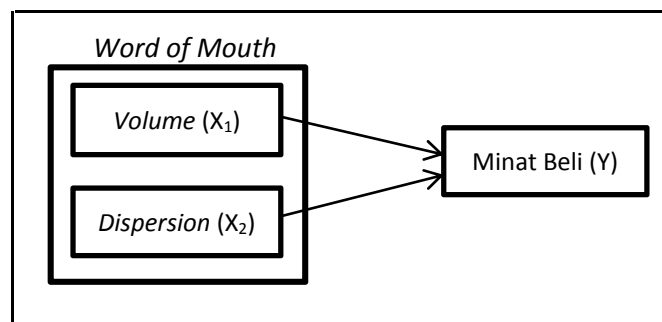 Word of Mouth
Volume (X₁)
Minat Beli (Y)
Dispersion (X₂)